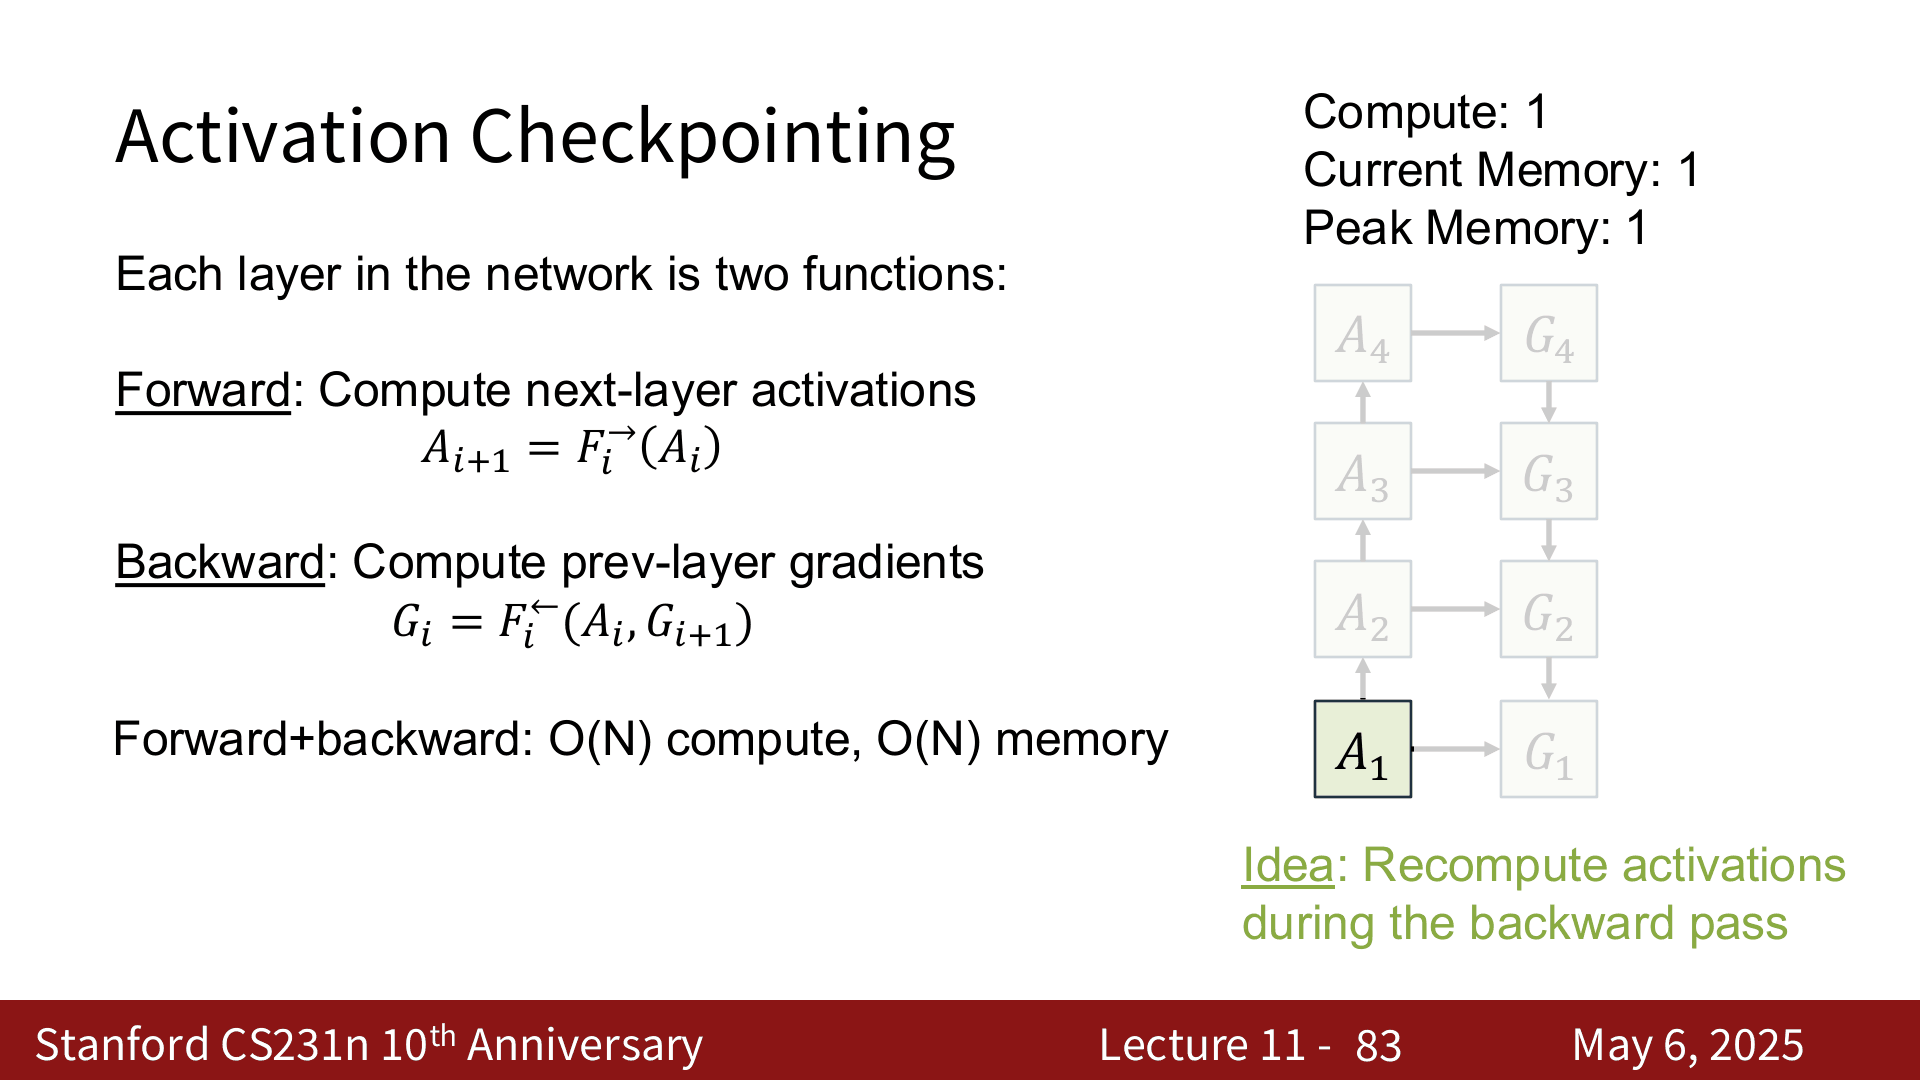 Activation Checkpointing
Compute: 1
Current Memory: 1
Peak Memory: 1
Each layer in the network is two functions:
Forward: Compute next-layer activations
A_{i+1} = F_i^→(A_i)
Backward: Compute prev-layer gradients
G_i = F_i^←(A_i, G_{i+1})
Forward+backward: O(N) compute, O(N) memory
A_4 G_4
A_3 G_3
A_2 G_2
A_1 G_1
Idea: Recompute activations
during the backward pass
Stanford CS231n 10th Anniversary Lecture 11 - 83 May 6, 2025